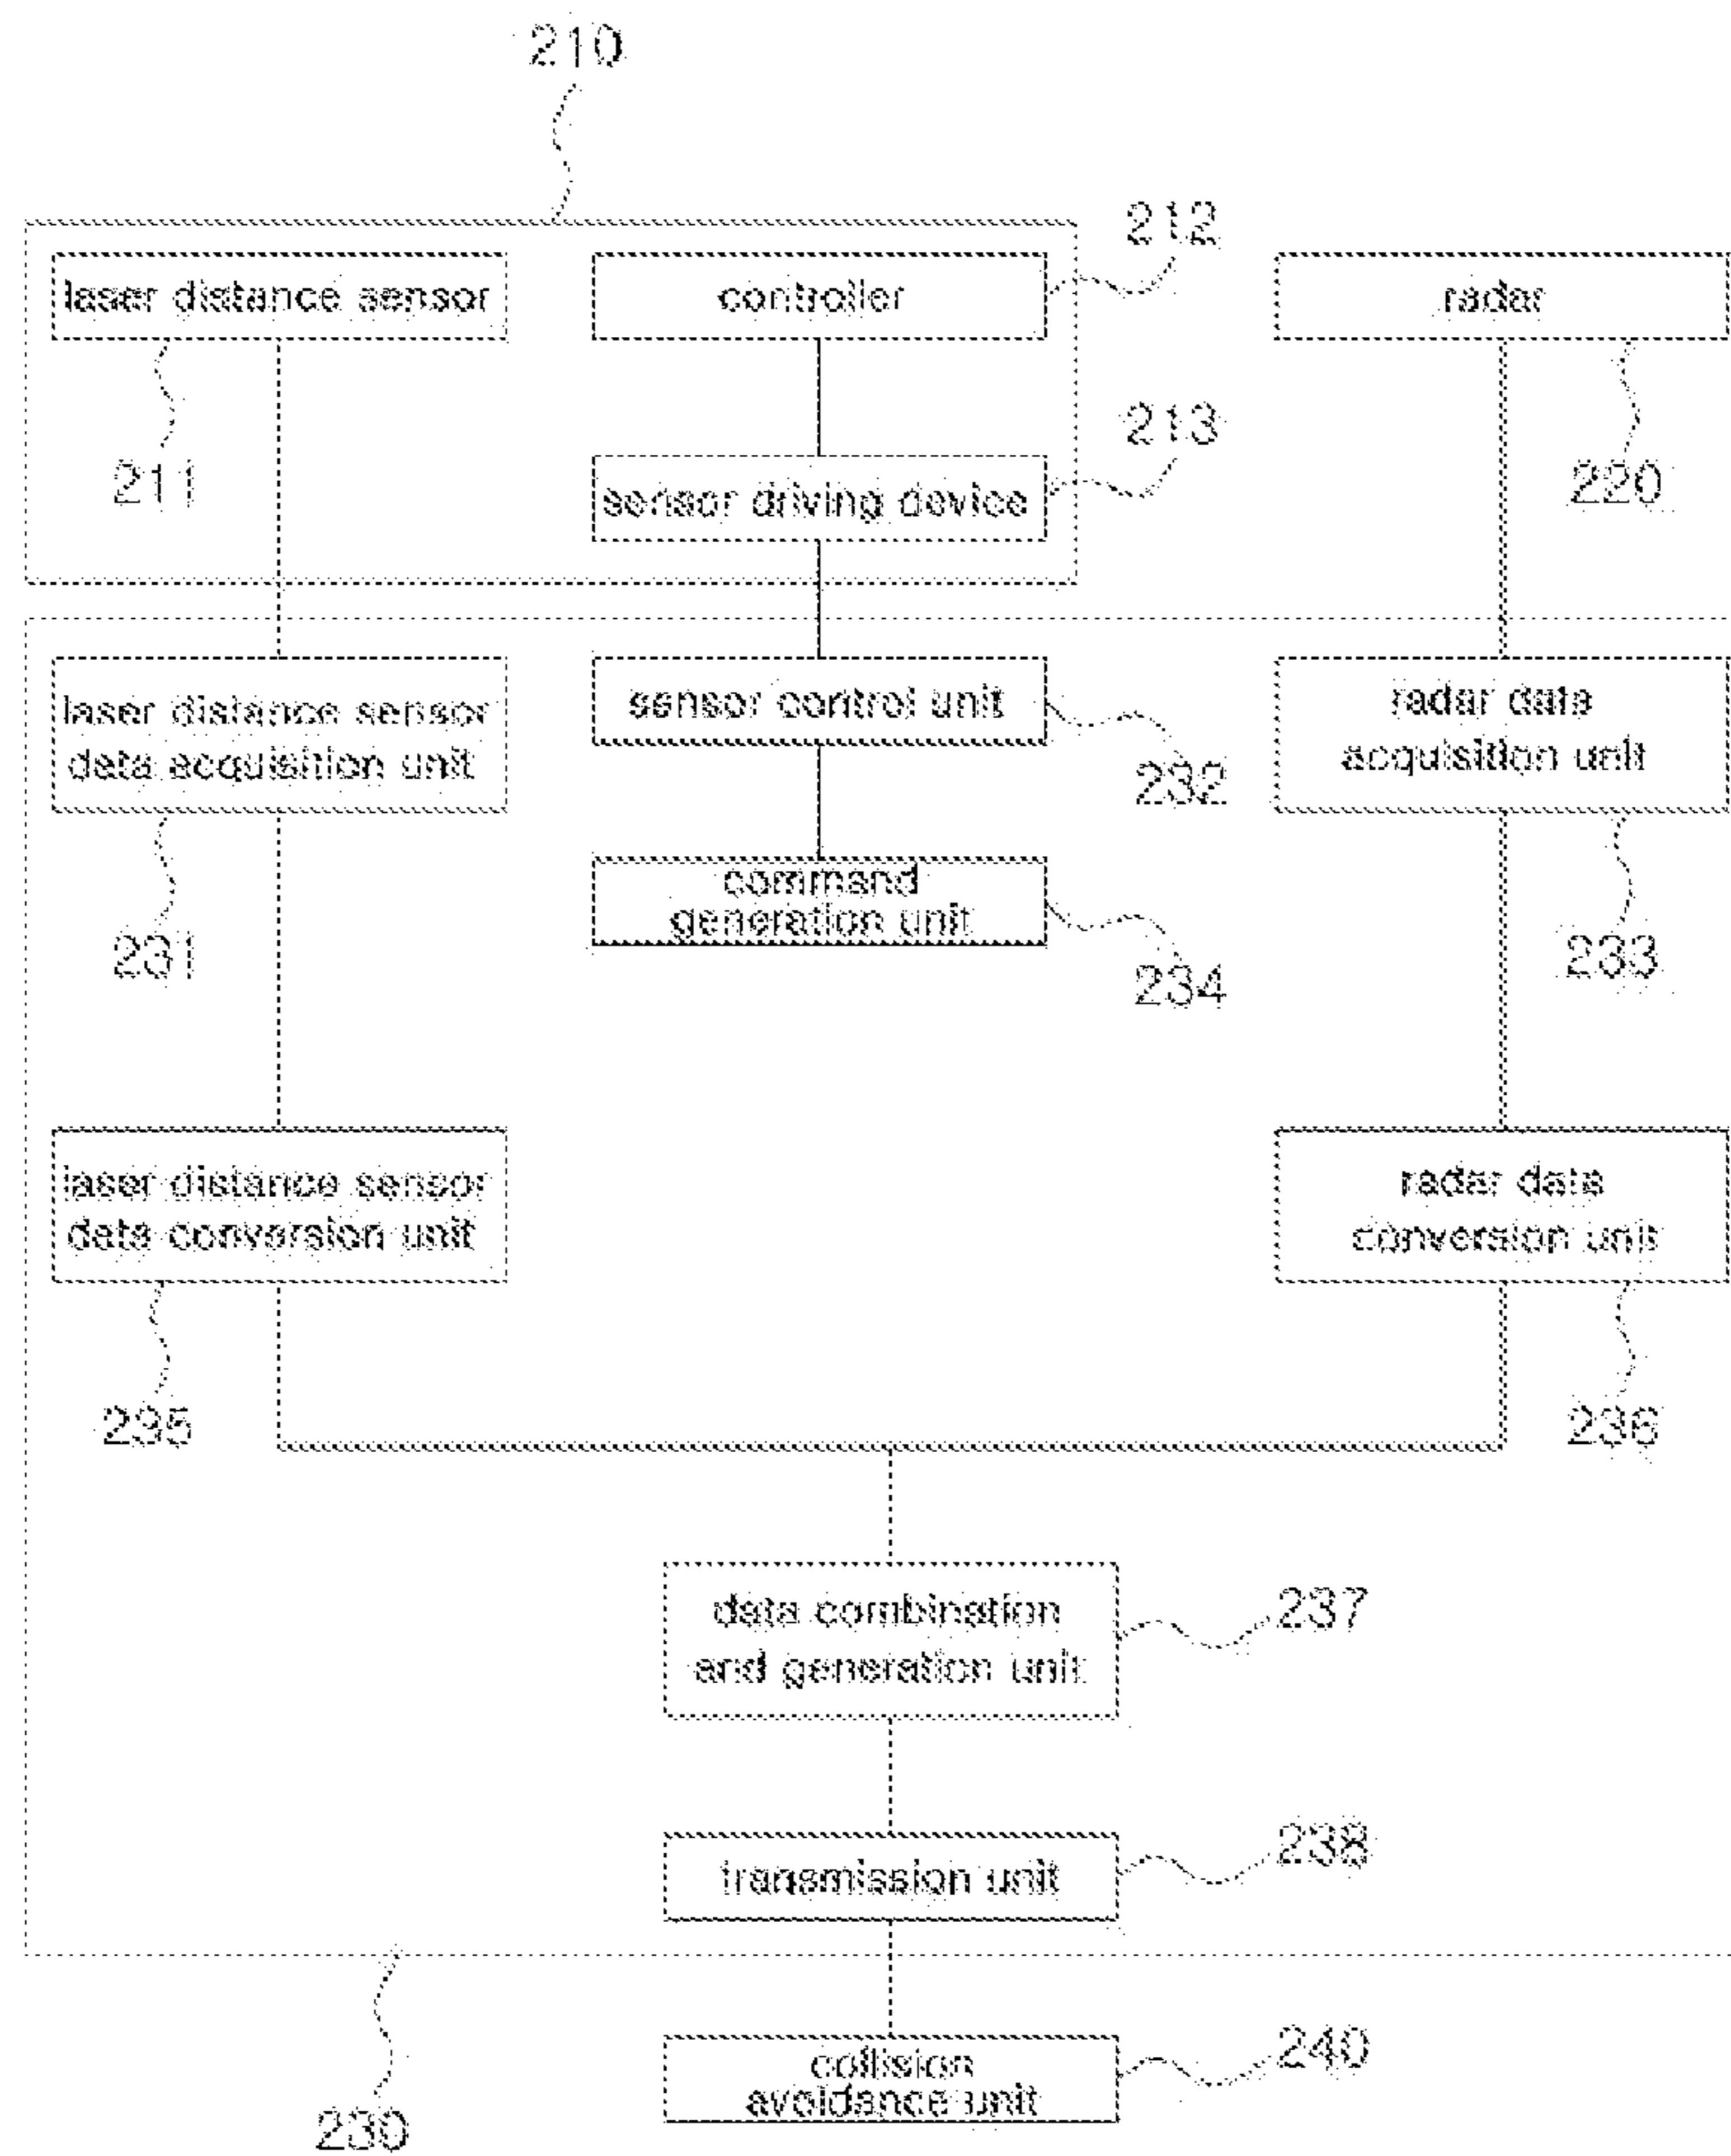 210
212
laser distance sensor
controller
radar
213
211
sensor driving device
220
laser distance sensor
data acquisition unit
sensor control unit
radar data
acquisition unit
232
command
generation unit
231
234
233
laser distance sensor
data conversion unit
radar data
conversion unit
235
236
data combination
and generation unit
237
transmission unit
238
collision
avoidance unit
240
230